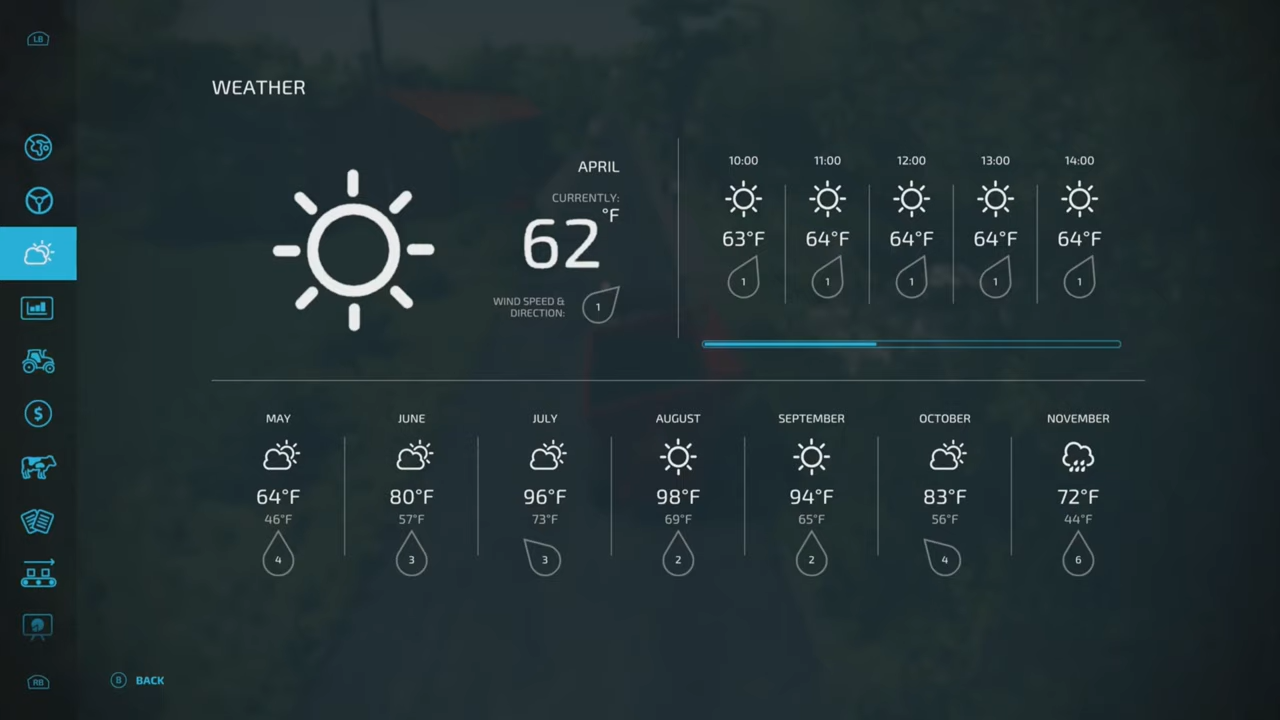 LB
WEATHER
APRIL
CURRENTLY:
62°F
WIND SPEED &
DIRECTION:
1
10:00 11:00 12:00 13:00 14:00
63°F 64°F 64°F 64°F 64°F
1 1 1 1 1
MAY JUNE JULY AUGUST SEPTEMBER OCTOBER NOVEMBER
64°F 80°F 96°F 98°F 94°F 83°F 72°F
46°F 57°F 73°F 69°F 65°F 56°F 44°F
4 3 3 2 2 4 6
$
RB
B BACK